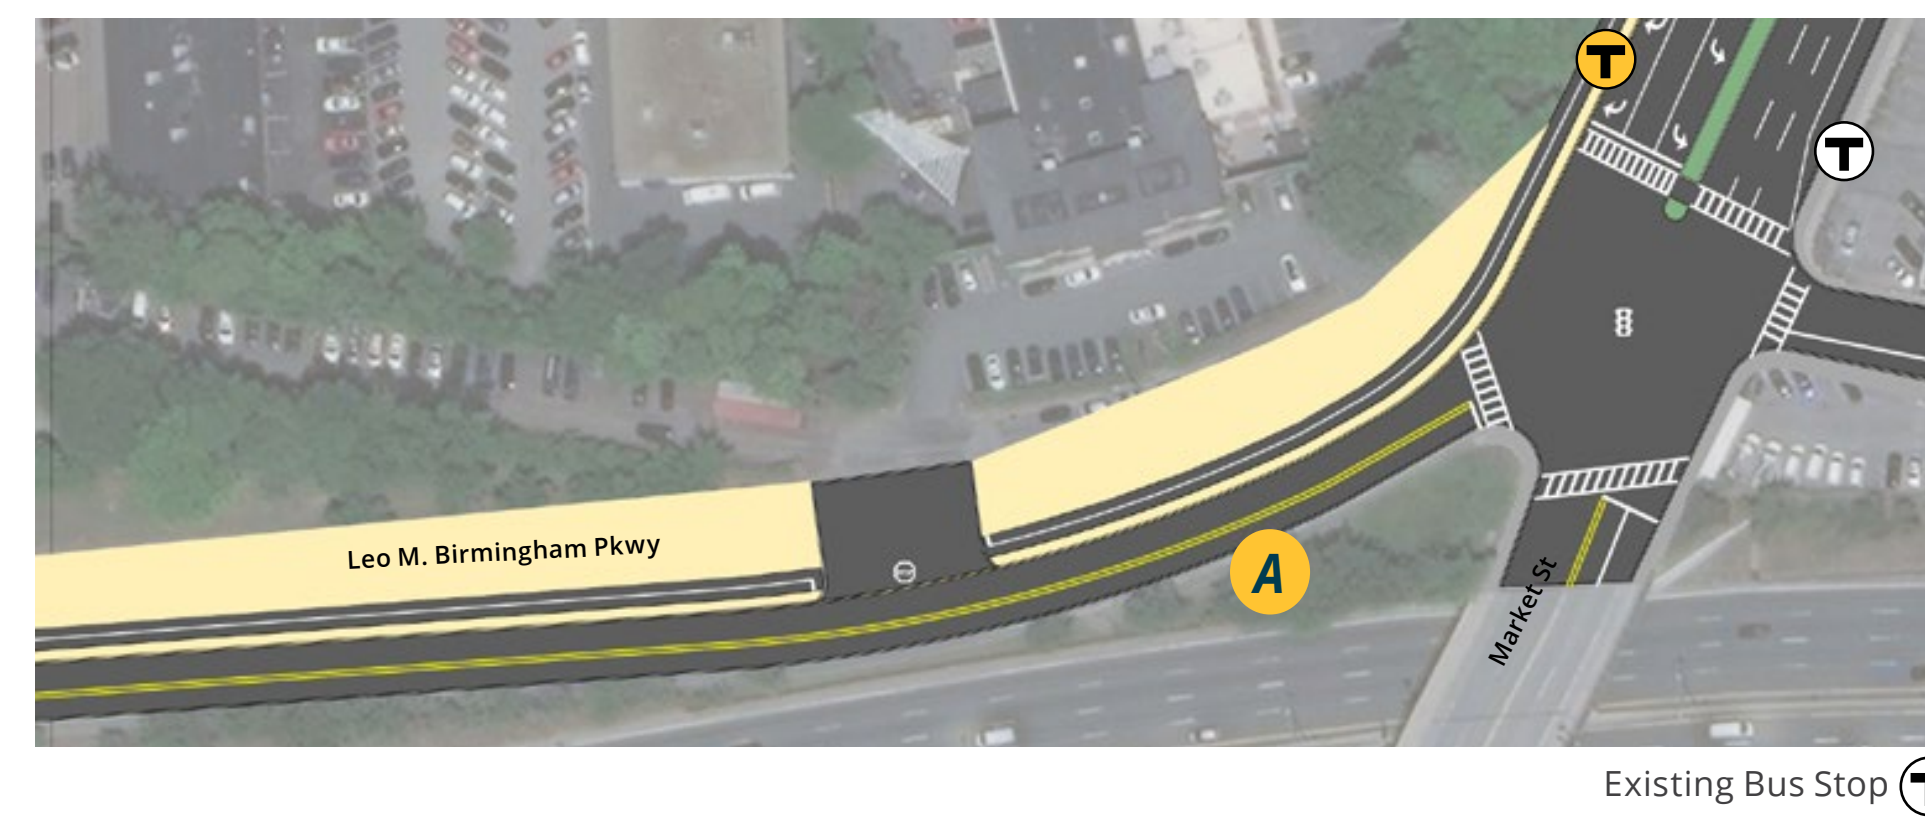 T
T
Leo M. Birmingham Pkwy
A
Market St
Existing Bus Stop